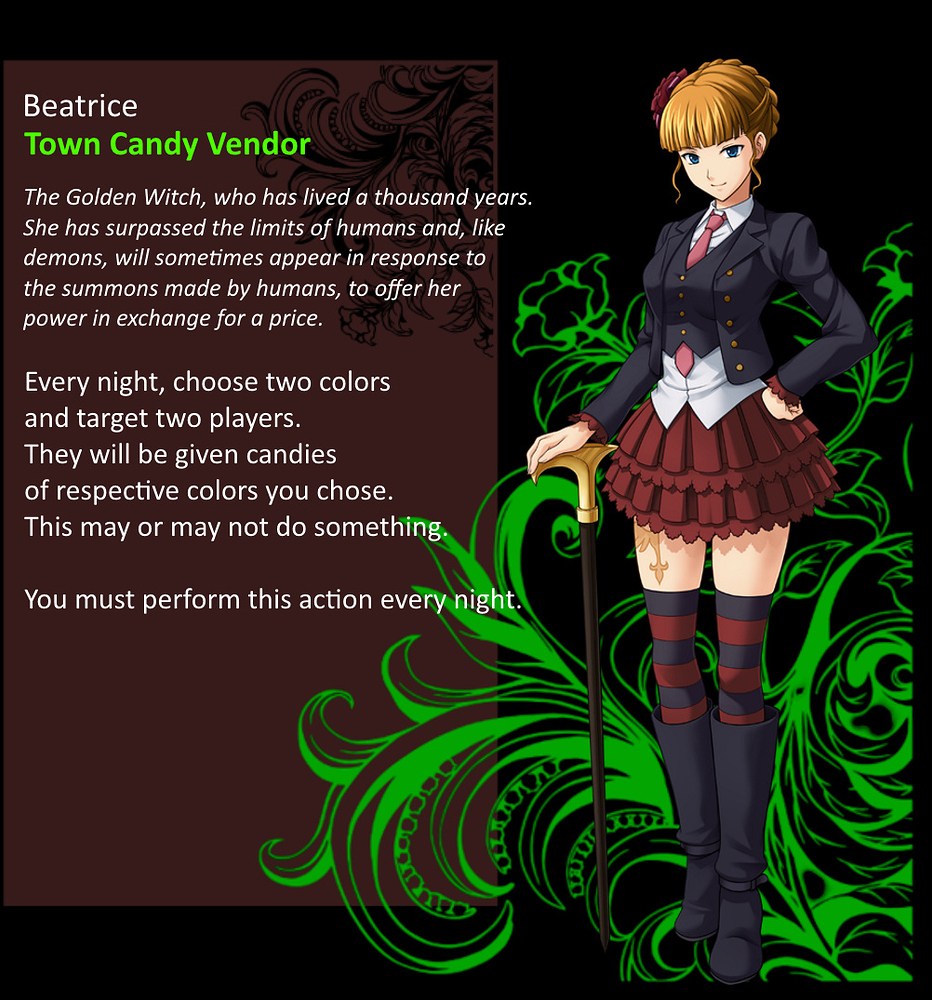 Beatrice
Town Candy Vendor
The Golden Witch, who has lived a thousand years.
She has surpassed the limits of humans and, like
demons, will sometimes appear in response to
the summons made by humans, to offer her
power in exchange for a price.
Every night, choose two colors
and target two players.
They will be given candies
of respective colors you chose.
This may or may not do something.
You must perform this action every night.